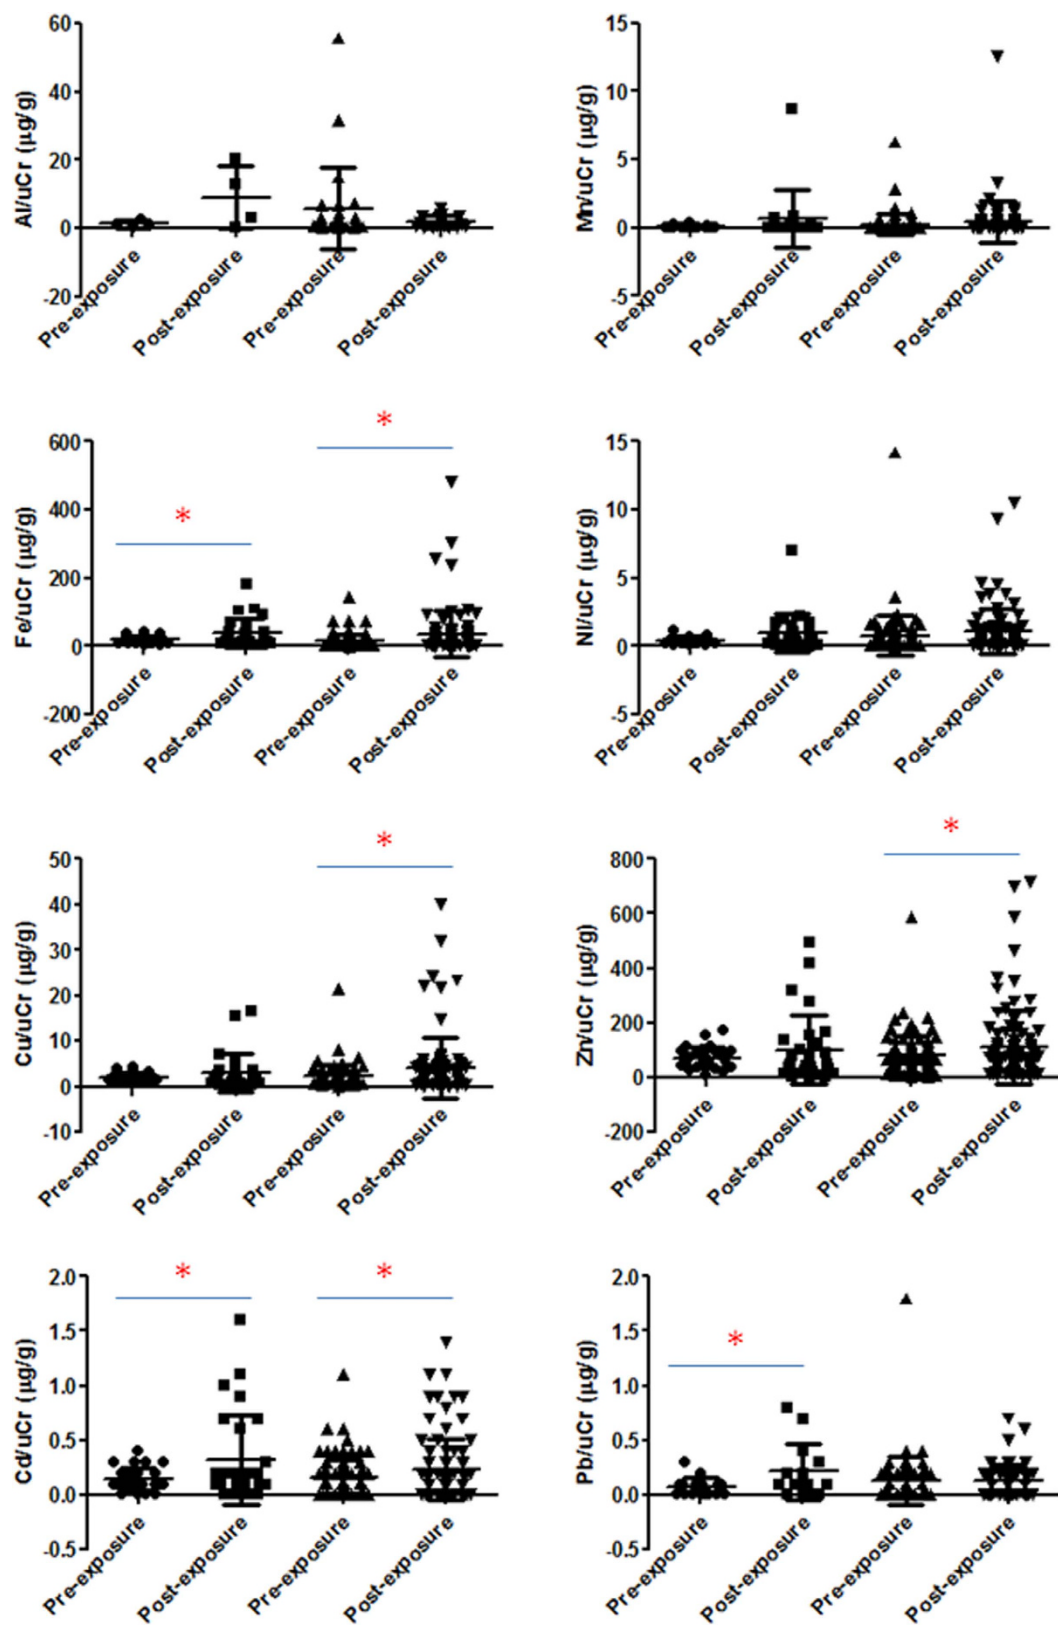 Al/uCr (µg/g)
60
40
20
0
-20
Pre-exposure
Post-exposure
Pre-exposure
Post-exposure
Mn/uCr (µg/g)
15
10
5
0
-5
Pre-exposure
Post-exposure
Pre-exposure
Post-exposure
Fe/uCr (µg/g)
600
400
200
0
-200
*
*
Pre-exposure
Post-exposure
Pre-exposure
Post-exposure
Ni/uCr (µg/g)
15
10
5
0
-5
Pre-exposure
Post-exposure
Pre-exposure
Post-exposure
Cu/uCr (µg/g)
50
40
30
20
10
0
-10
*
Pre-exposure
Post-exposure
Pre-exposure
Post-exposure
Zn/uCr (µg/g)
800
600
400
200
0
-200
*
Pre-exposure
Post-exposure
Pre-exposure
Post-exposure
Cd/uCr (µg/g)
2.0
1.5
1.0
0.5
0.0
-0.5
*
*
Pre-exposure
Post-exposure
Pre-exposure
Post-exposure
Pb/uCr (µg/g)
2.0
1.5
1.0
0.5
0.0
-0.5
*
Pre-exposure
Post-exposure
Pre-exposure
Post-exposure